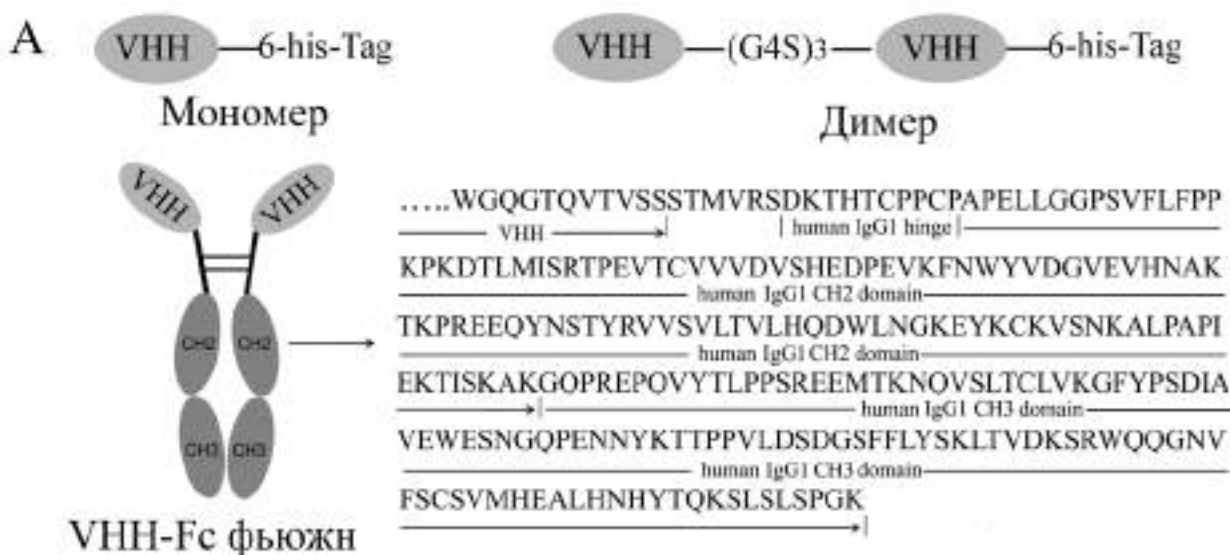 A
VHH —6-his-Tag
VHH —(G4S)3— VHH —6-his-Tag
Мономер
Димер
VHH VHH
CH2 CH2
CH3 CH3
VHH-Fc фьюжн
.....WGQGTQVTVSSSTMVRSDKTHTCPPCPAPELLGGPSVFLFPP
VHH | human IgG1 hinge|
KPKDTLMISRTPEVTCVVVDVSHEDPEVKFNWYVDGVEVHNAK
human IgG1 CH2 domain
TKPREEQYNSTYRVVSVLTVLHQDWLNGKEYKCKVSNKALPAPI
human IgG1 CH2 domain
EKTISKAKGOPREPOVYTLPPSREEMTKNOVSLTCLVKGFYPSDIA
human IgG1 CH3 domain
VEWESNGQPENNYKTTPPVLDSDGSFFLYSKLTVDKSRWQQGNV
human IgG1 CH3 domain
FSCSVMHEALHNHYTQKSLSLSPGK